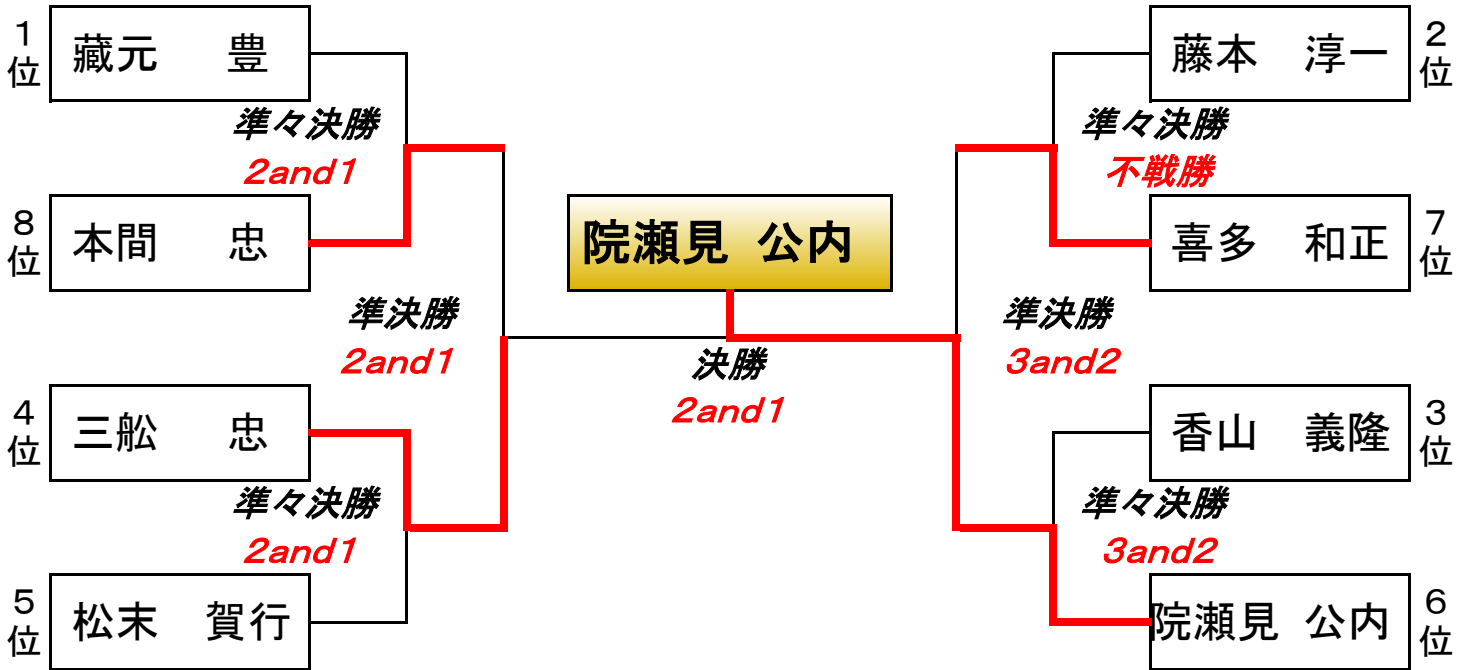 1位
藏元 豊
準々決勝
2and1
8位
本間 忠
準決勝
2and1
4位
三舩 忠
準々決勝
2and1
5位
松末 賀行
院瀬見 公内
決勝
2and1
藤本 淳一
2位
準々決勝
不戦勝
喜多 和正
7位
準決勝
3and2
香山 義隆
3位
準々決勝
3and2
院瀬見 公内
6位